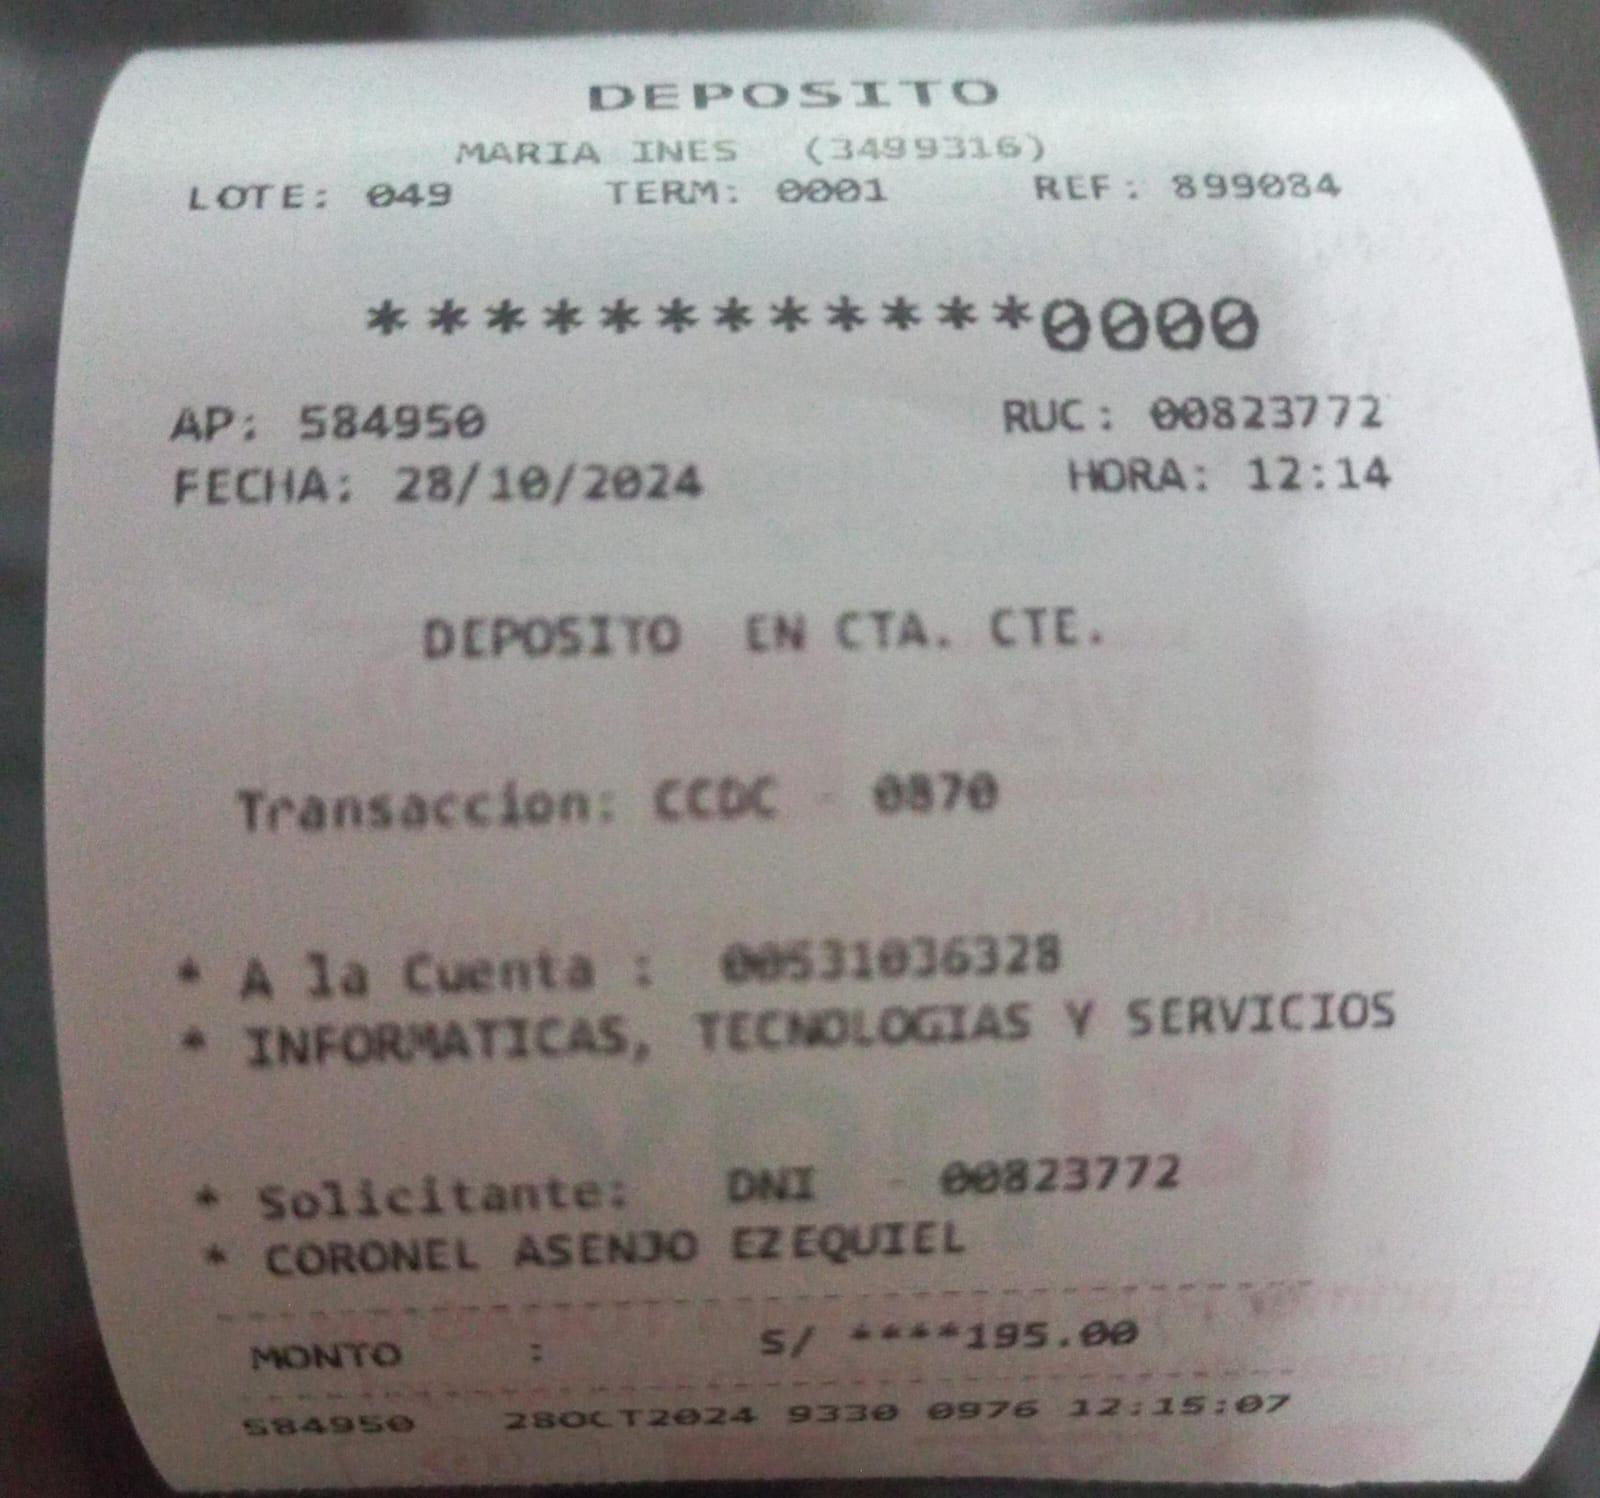 DEPOSITO
MARIA INES (3499316)
LOTE: 049 TERM: 0001 REF: 899084
************0000
AP: 584950 RUC: 00823772
FECHA: 28/10/2024 HORA: 12:14
DEPOSITO EN CTA. CTE.
Transaccion: CCDC - 0870
* A la Cuenta : 00531036328
* INFORMATICAS, TECNOLOGIAS Y SERVICIOS
* Solicitante: DNI - 00823772
* CORONEL ASENJO EZEQUIEL
MONTO : S/ ****195.00
584950 28OCT2024 9330 0976 12:15:07